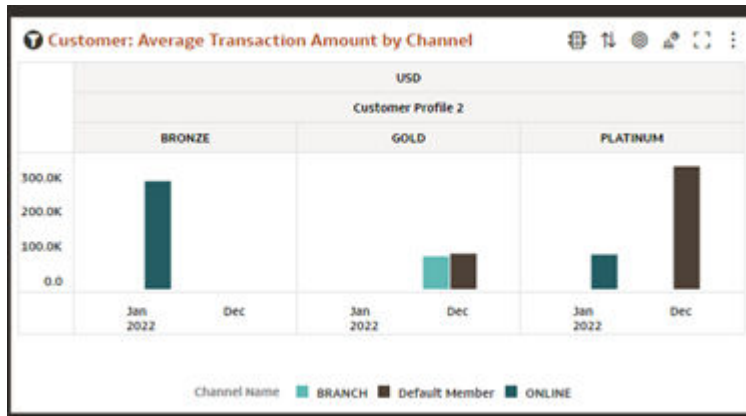 Customer: Average Transaction Amount by Channel
USD
Customer Profile 2
BRONZE GOLD PLATINUM
300.0K
200.0K
100.0K
0.0
Jan Dec Jan Dec Jan Dec
2022 2022 2022
Channel Name BRANCH Default Member ONLINE